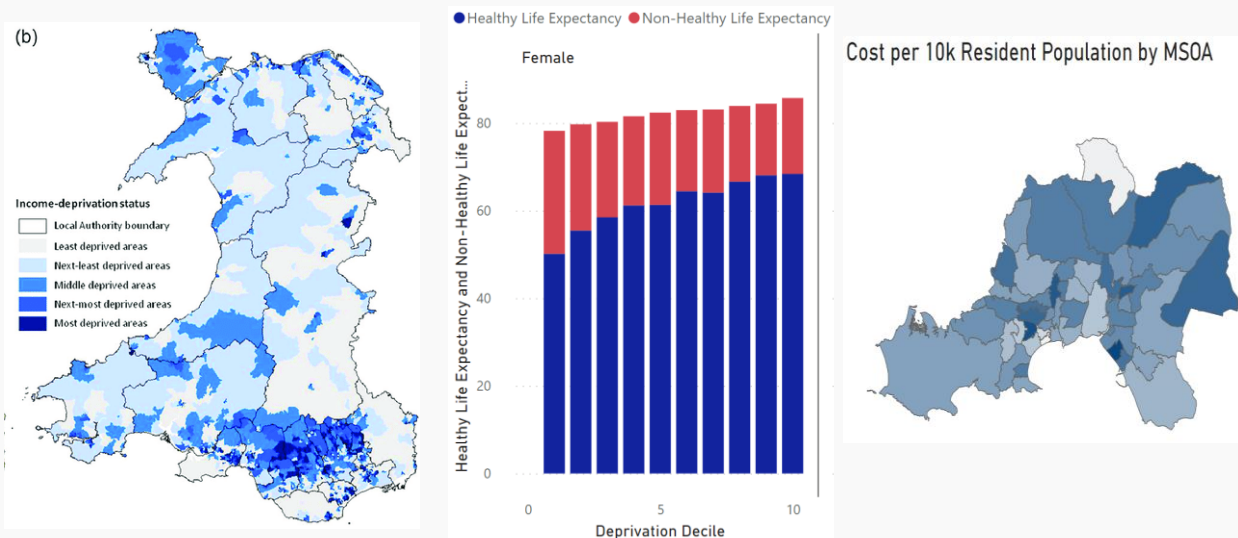 (b)
Income-deprivation status
Local Authority boundary
Least deprived areas
Next-least deprived areas
Middle deprived areas
Next-most deprived areas
Most deprived areas
Healthy Life Expectancy Non-Healthy Life Expectancy
Female
Healthy Life Expectancy and Non-Healthy Life Expect...
80
60
40
20
0
0 5 10
Deprivation Decile
Cost per 10k Resident Population by MSOA